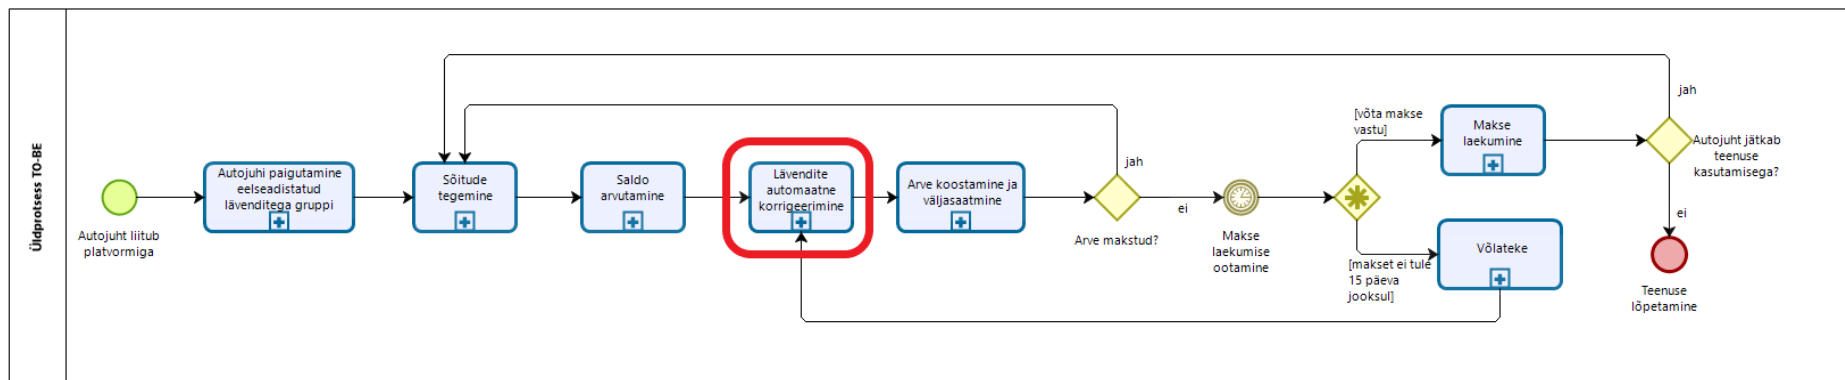 Üldprotsess TO-BE
Autojuht liitub
platvormiga
Autojuhi paigutamine
eelseadistatud
lävenditega gruppi
Sõitude
tegemine
Saldo
arvutamine
Lävendite
automaatne
korrigeerimine
Arve koostamine ja
väljasaatmine
jah
ei
Arve makstud?
Makse
laekumise
ootamine
[võta makse
vastu]
[makset ei tule
15 päeva
jooksul]
Makse
laekumine
Võlateke
jah
Autojuht jätkab
teenuse
kasutamisega?
ei
Teenuse
lõpetamine